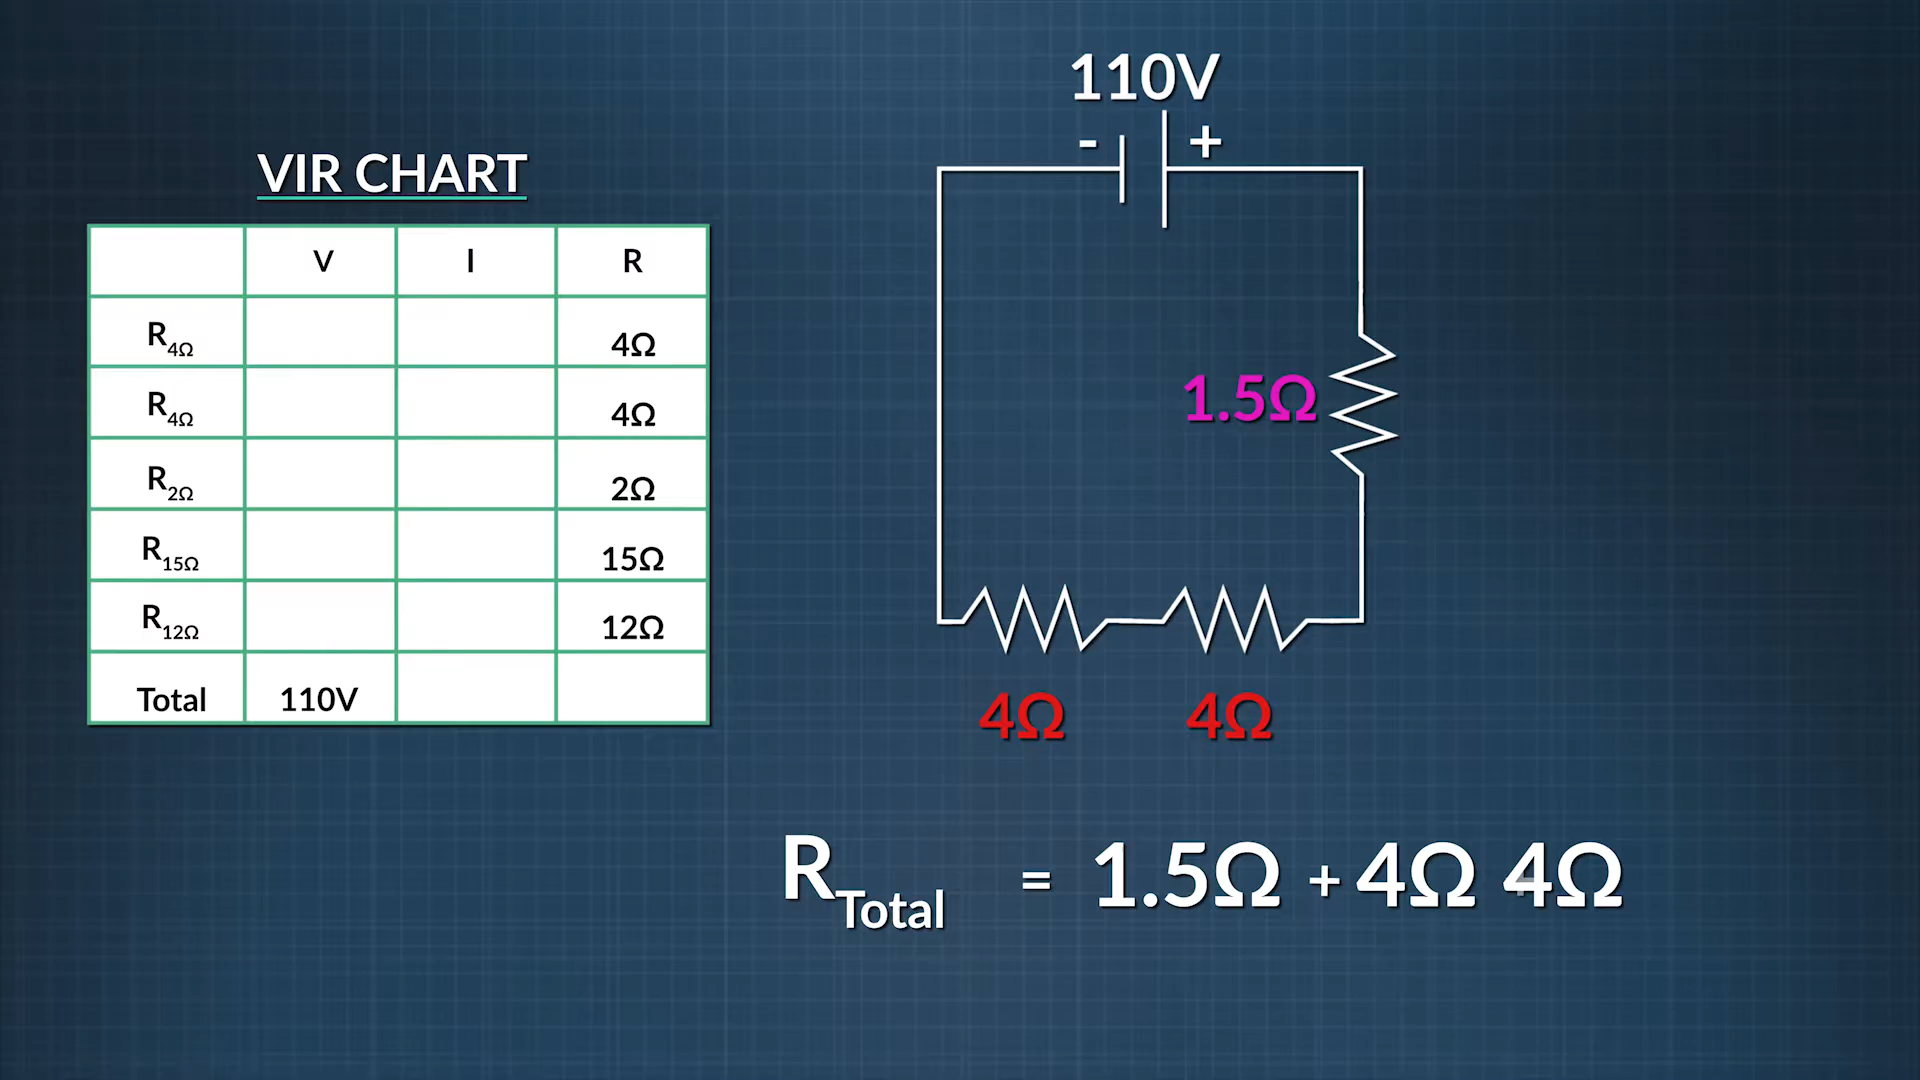 VIR CHART
V I R
R4Ω 4Ω
R4Ω 4Ω
R2Ω 2Ω
R15Ω 15Ω
R12Ω 12Ω
Total 110V
110V
- +
1.5Ω
4Ω 4Ω
RTotal = 1.5Ω + 4Ω 4Ω